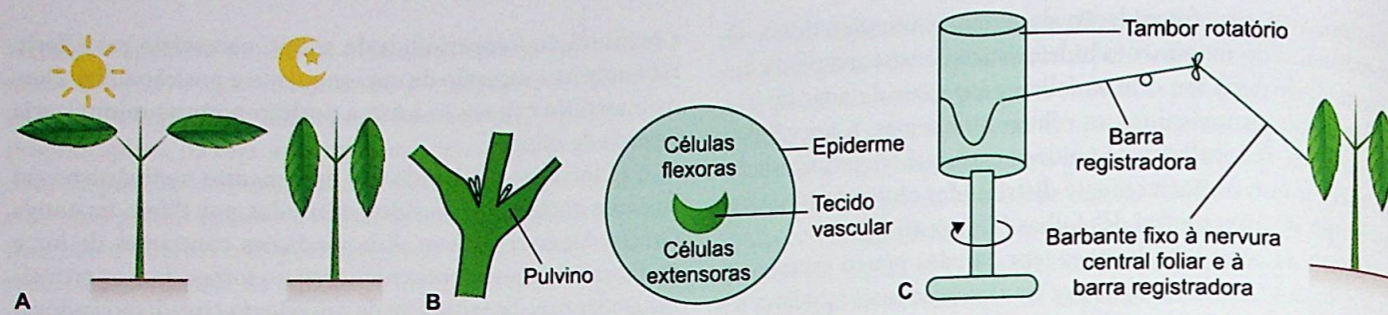 A
B
Pulvino
Células
flexoras
Células
extensoras
Epiderme
Tecido
vascular
C
Tambor rotatório
Barra
registradora
Barbante fixo à nervura
central foliar e à
barra registradora